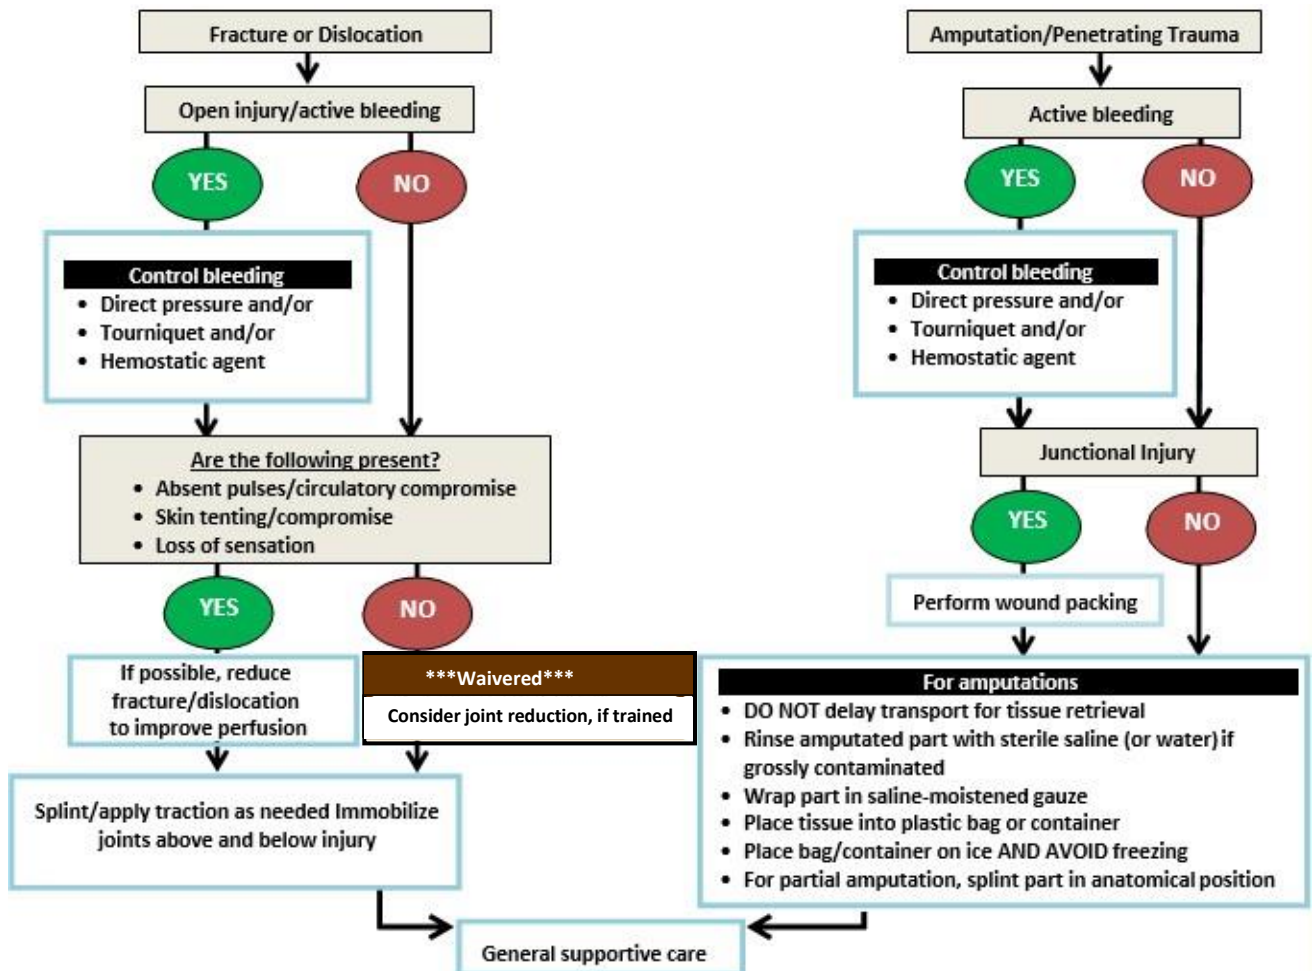 Fracture or Dislocation
Open injury/active bleeding
YES
NO
Control bleeding
• Direct pressure and/or
• Tourniquet and/or
• Hemostatic agent
Are the following present?
• Absent pulses/circulatory compromise
• Skin tenting/compromise
• Loss of sensation
YES
NO
If possible, reduce
fracture/dislocation
to improve perfusion
***Waivered***
Consider joint reduction, if trained
Splint/apply traction as needed Immobilize
joints above and below injury
Amputation/Penetrating Trauma
Active bleeding
YES
NO
Control bleeding
• Direct pressure and/or
• Tourniquet and/or
• Hemostatic agent
Junctional Injury
YES
NO
Perform wound packing
For amputations
• DO NOT delay transport for tissue retrieval
• Rinse amputated part with sterile saline (or water) if
grossly contaminated
• Wrap part in saline-moistened gauze
• Place tissue into plastic bag or container
• Place bag/container on ice AND AVOID freezing
• For partial amputation, splint part in anatomical position
General supportive care